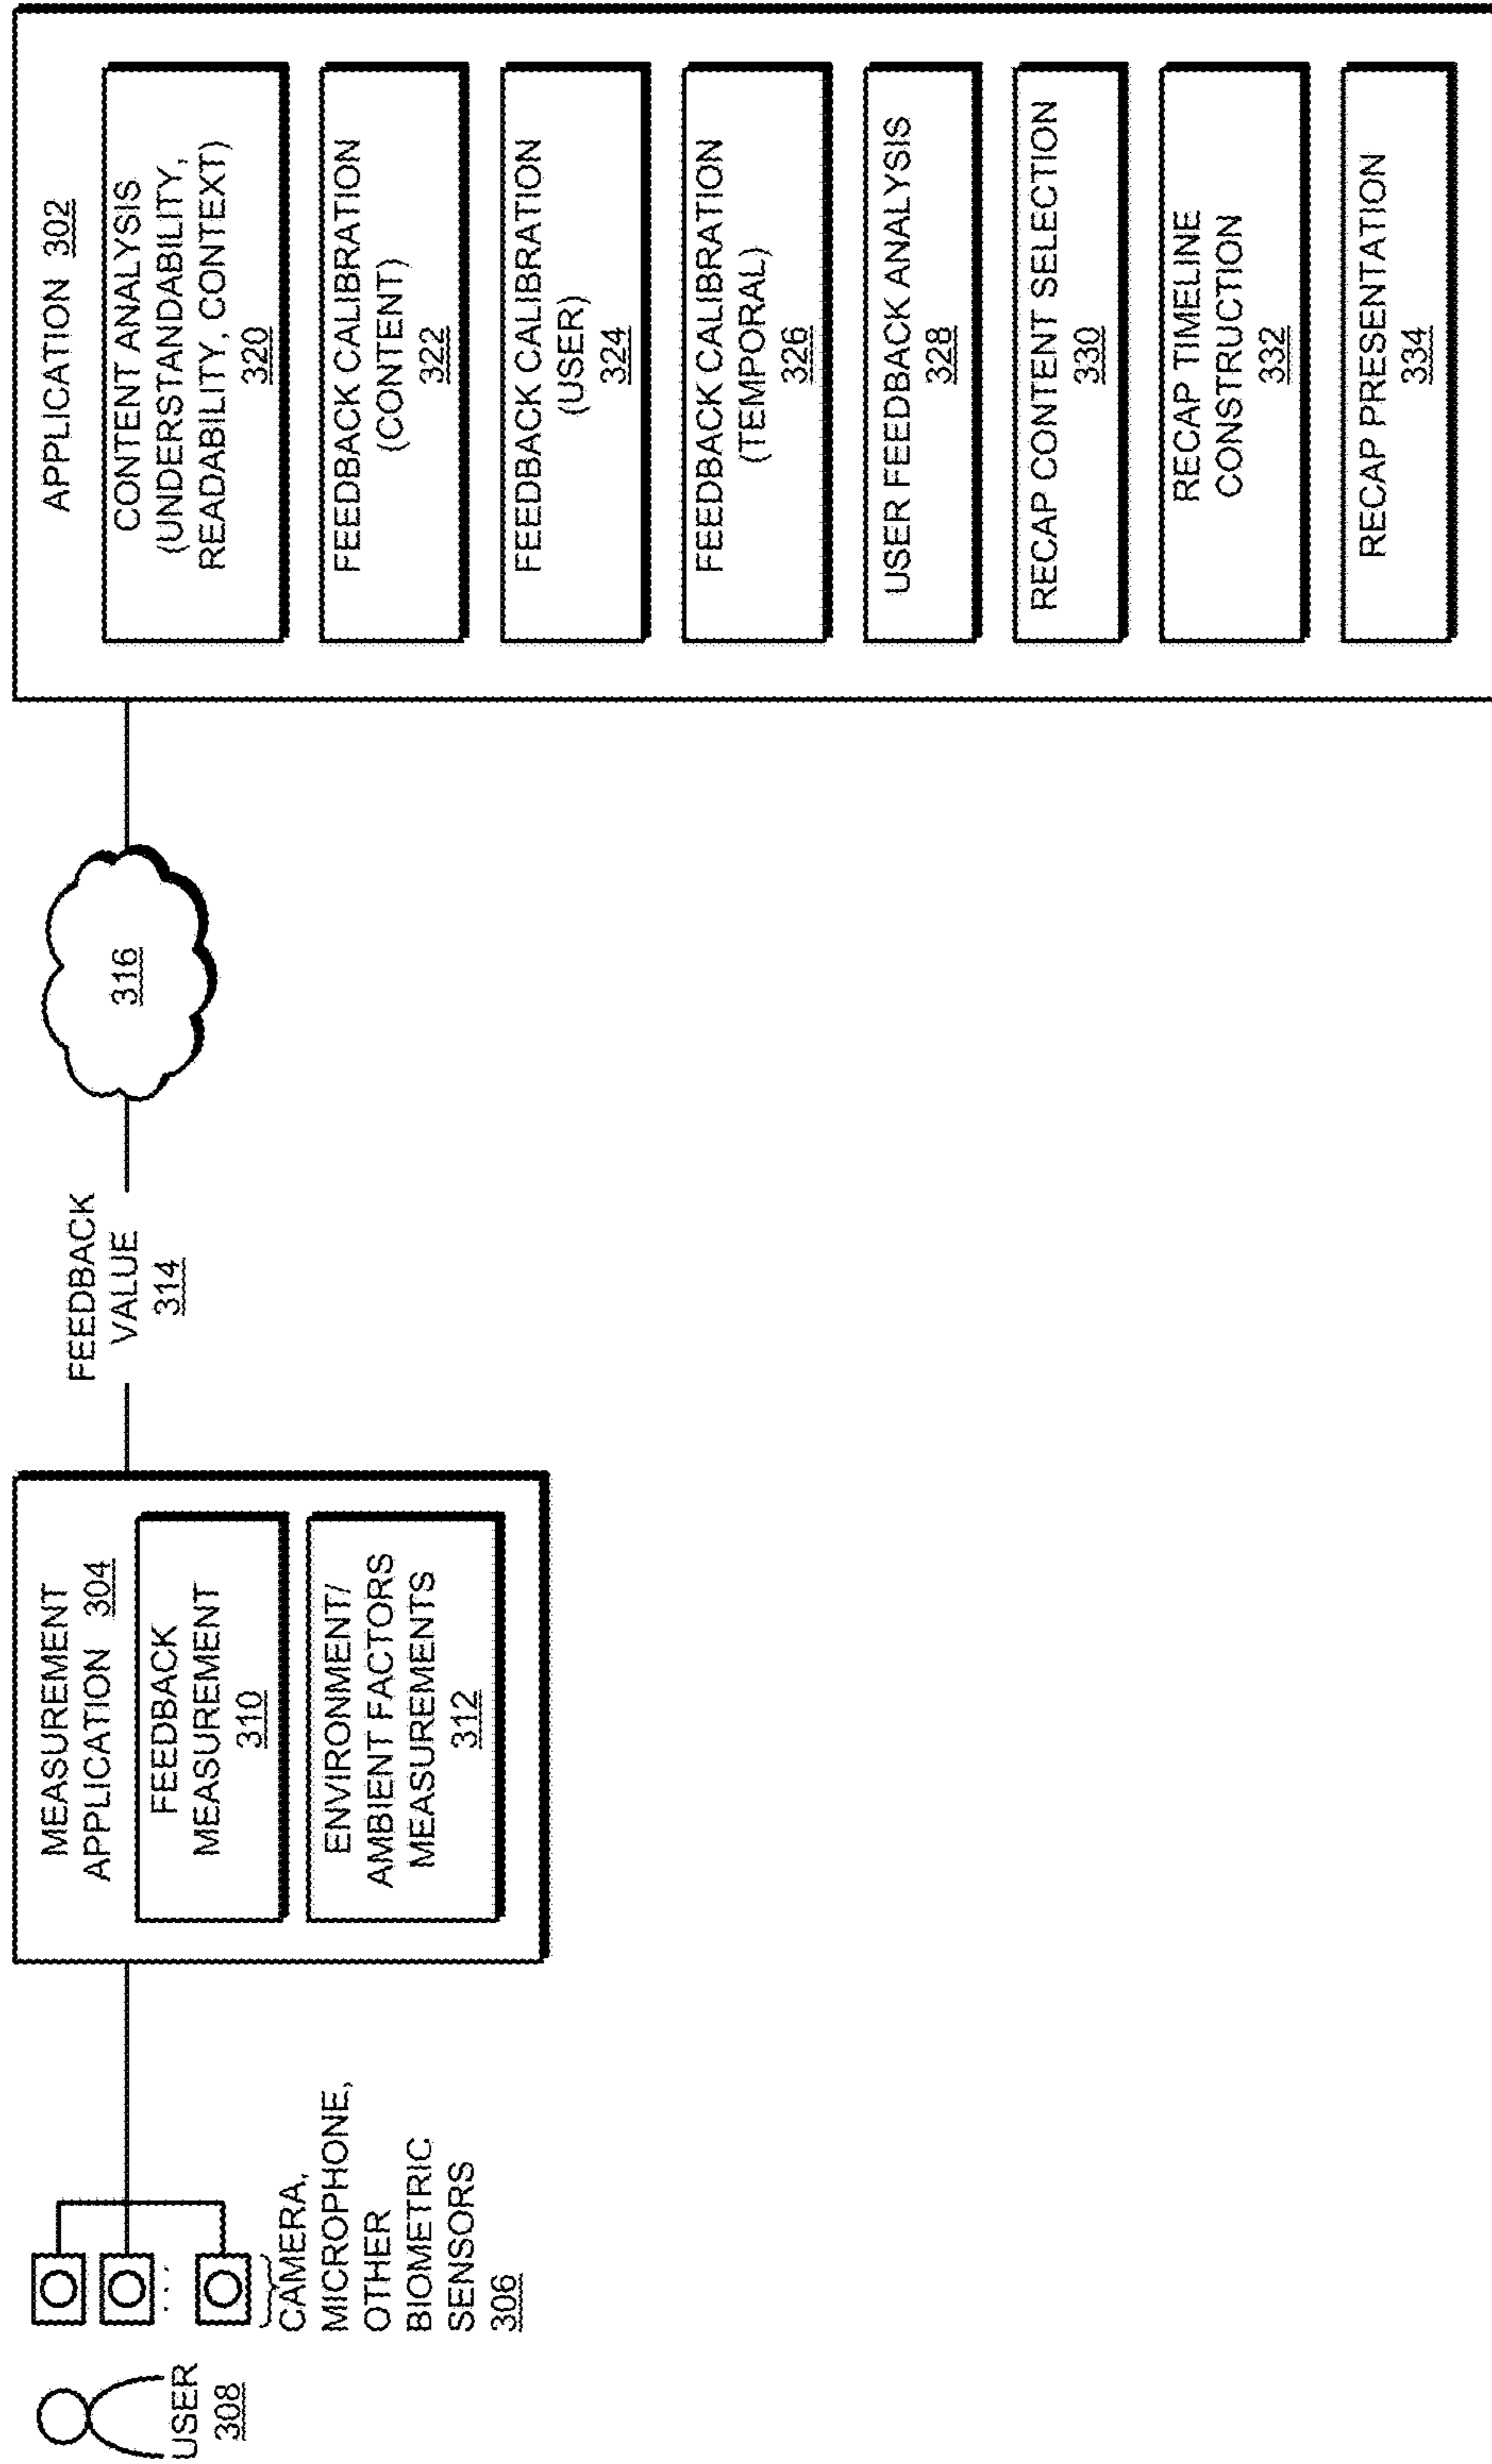 USER
308
CAMERA,
MICROPHONE,
OTHER
BIOMETRIC
SENSORS
306
MEASUREMENT
APPLICATION 304
FEEDBACK
MEASUREMENT
310
ENVIRONMENT/
AMBIENT FACTORS
MEASUREMENTS
312
FEEDBACK
VALUE
314
316
APPLICATION 302
CONTENT ANALYSIS
(UNDERSTANDABILITY,
READABILITY, CONTEXT)
320
FEEDBACK CALIBRATION
(CONTENT)
322
FEEDBACK CALIBRATION
(USER)
324
FEEDBACK CALIBRATION
(TEMPORAL)
326
USER FEEDBACK ANALYSIS
328
RECAP CONTENT SELECTION
330
RECAP TIMELINE
CONSTRUCTION
332
RECAP PRESENTATION
334